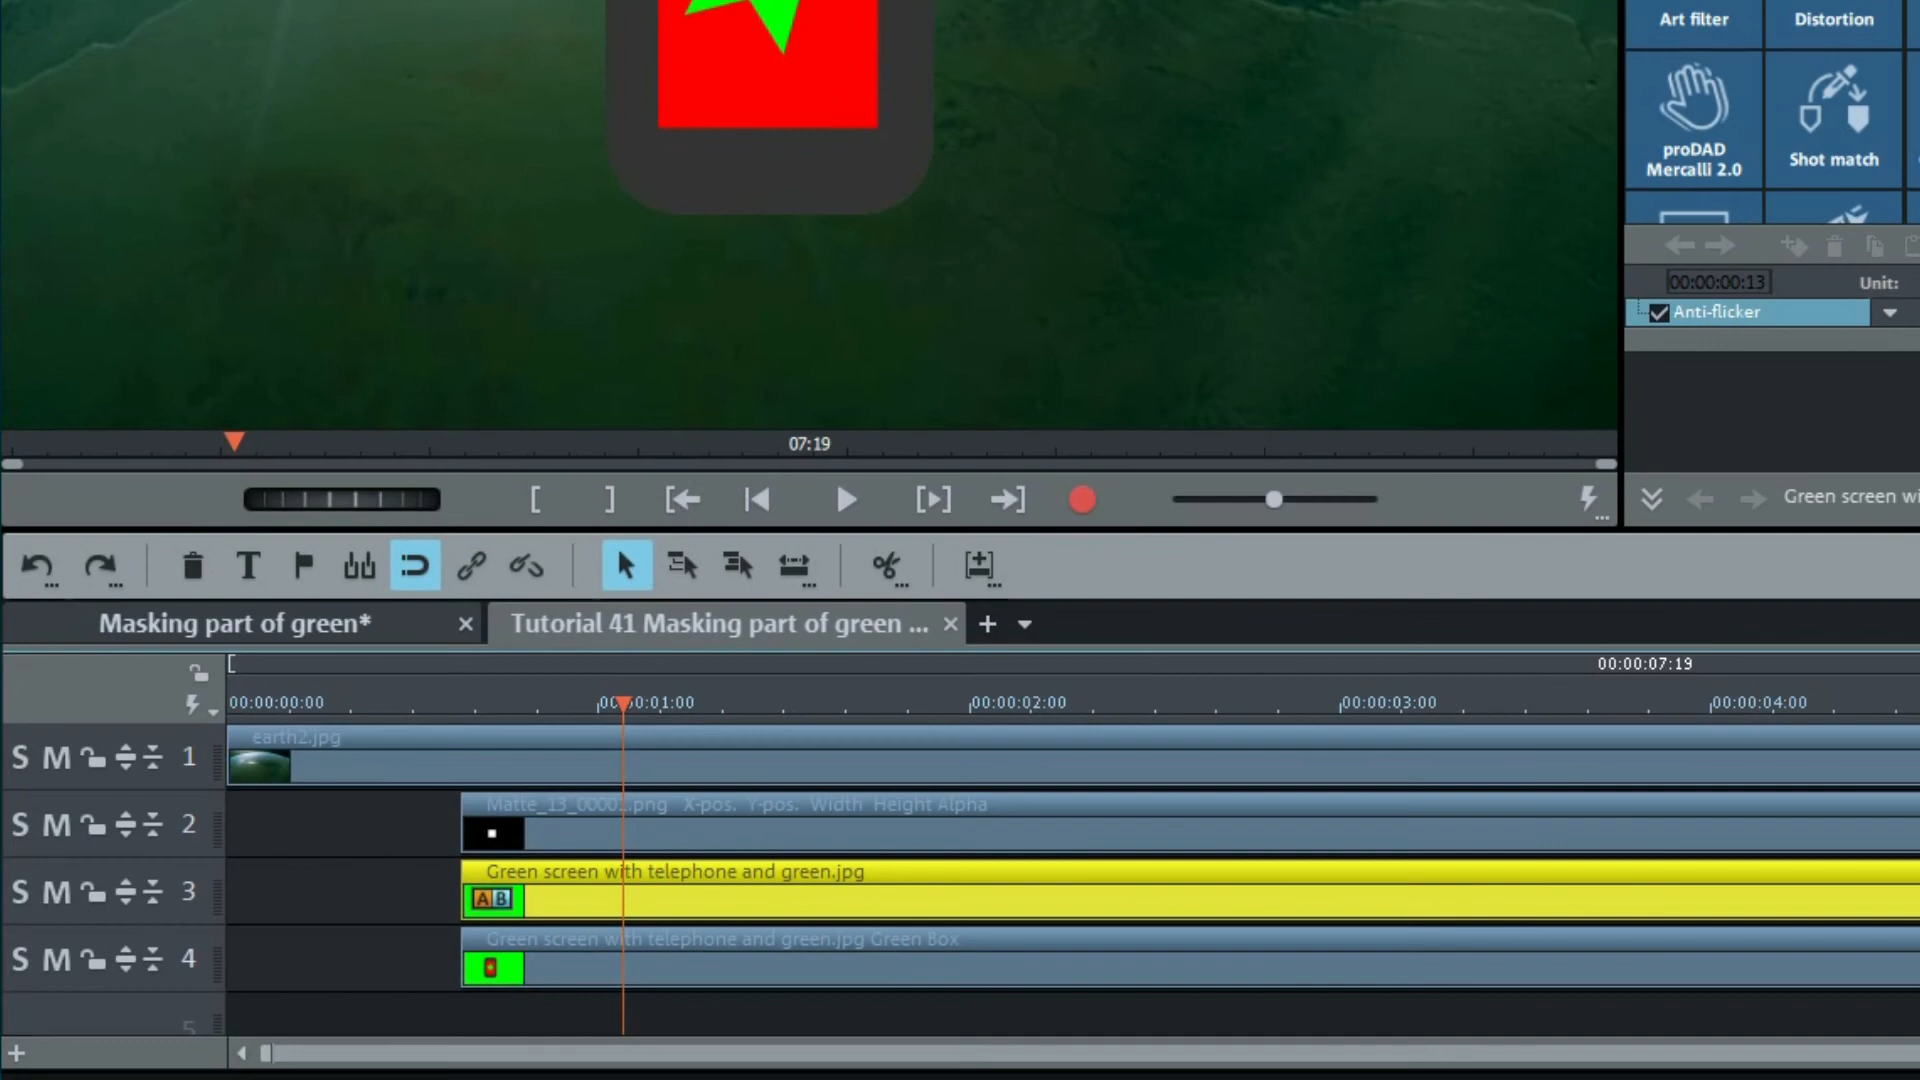 Art filter
Distortion
proDAD
Mercalli 2.0
Shot match
00:00:00:13
Unit:
Anti-flicker
07:19
Green screen wi
Masking part of green*
Tutorial 41 Masking part of green ...
00:00:07:19
00:00:00:00
00:00:01:00
00:00:02:00
00:00:03:00
00:00:04:00
S M 1
earth2.jpg
S M 2
Matte_13_0000 .png X-pos. Y-pos. Width Height Alpha
S M 3
Green screen with telephone and green.jpg
A B
S M 4
Green screen with telephone and green.jpg Green Box
5